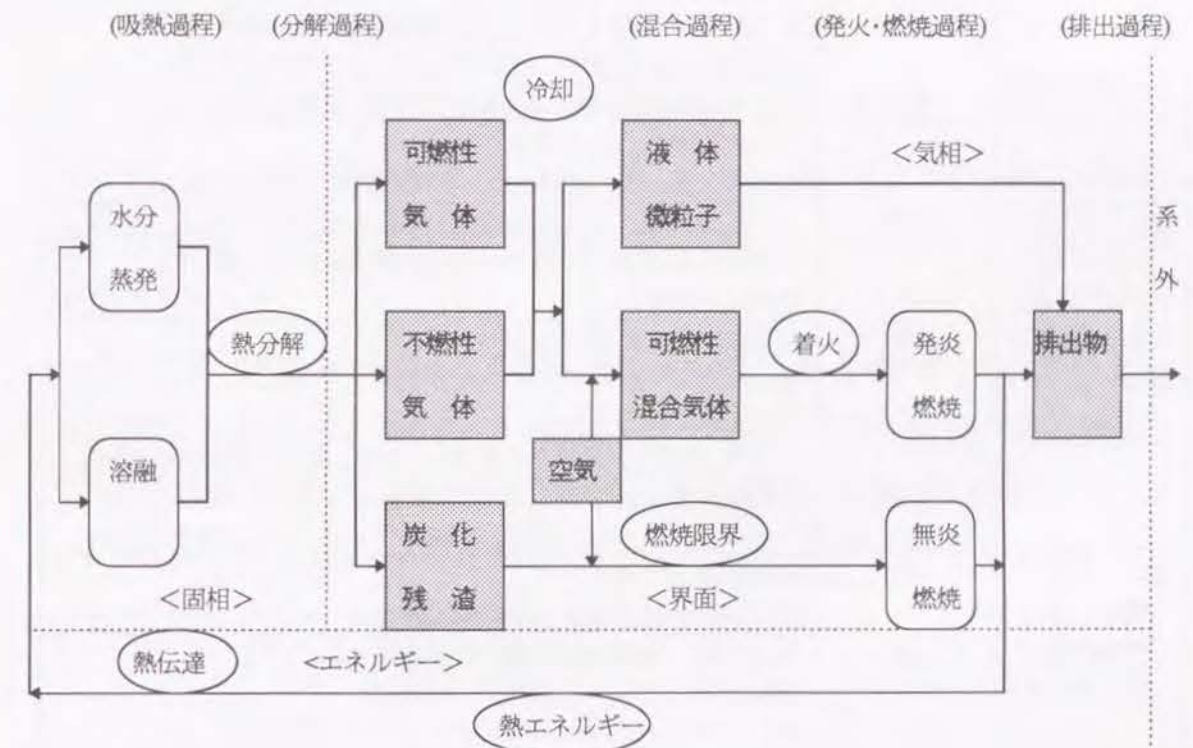 (吸熱過程) (分解過程) (混合過程) (発火・燃焼過程) (排出過程)
冷却
可燃性
気 体
液 体
微粒子
<気相>
水分
蒸発
系
外
熱分解
不燃性
気 体
可燃性
混合気体
着火
発炎
燃焼
排出物
溶融
空気
炭 化
残 渣
燃焼限界
無炎
燃焼
<固相>
<界面>
熱伝達
<エネルギー>
熱エネルギー